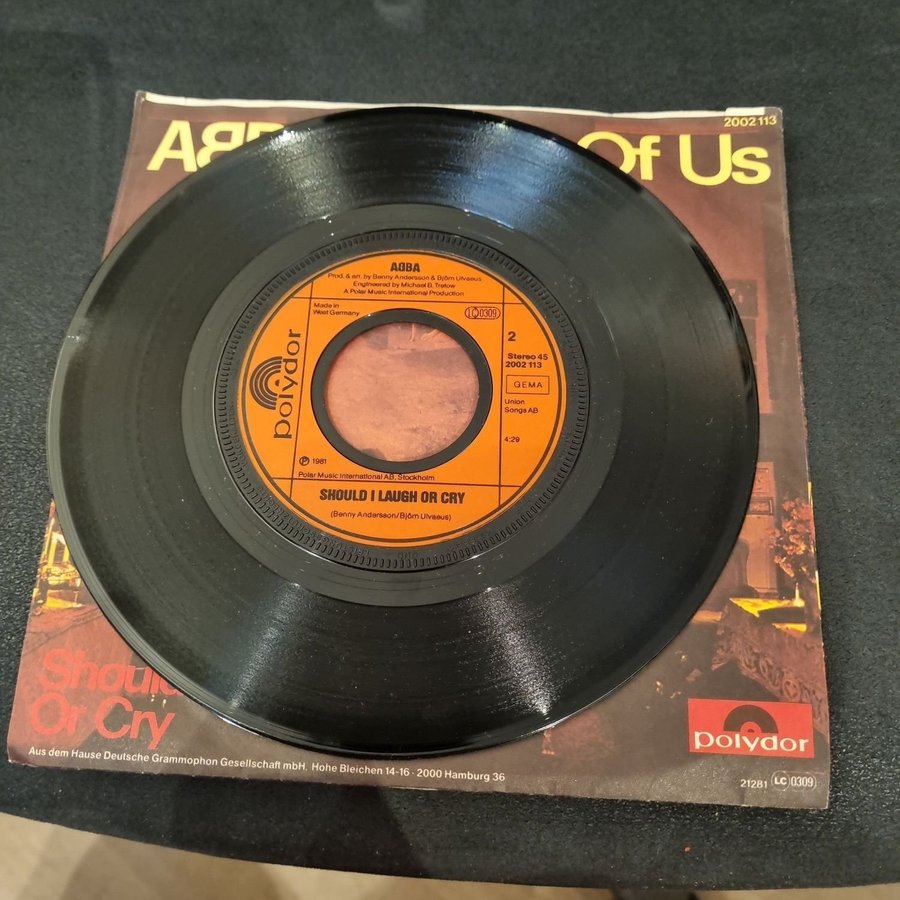 2002 113
ABB Of Us
ABBA
Prod. & arr. by Benny Andersson & Björn Ulvaeus
Engineered by Michael B. Tretow
A Polar Music International Production
Made in
West Germany
LC 0309
polydor
2
Stereo 45
2002 113
GEMA
Union
Songs AB
4:29
Ⓟ 1981
Polar Music International AB, Stockholm
SHOULD I LAUGH OR CRY
(Benny Andersson/Björn Ulvaeus)
Should
Or Cry
polydor
Aus dem Hause Deutsche Grammophon Gesellschaft mbH, Hohe Bleichen 14-16 · 2000 Hamburg 36
21281 LC 0309